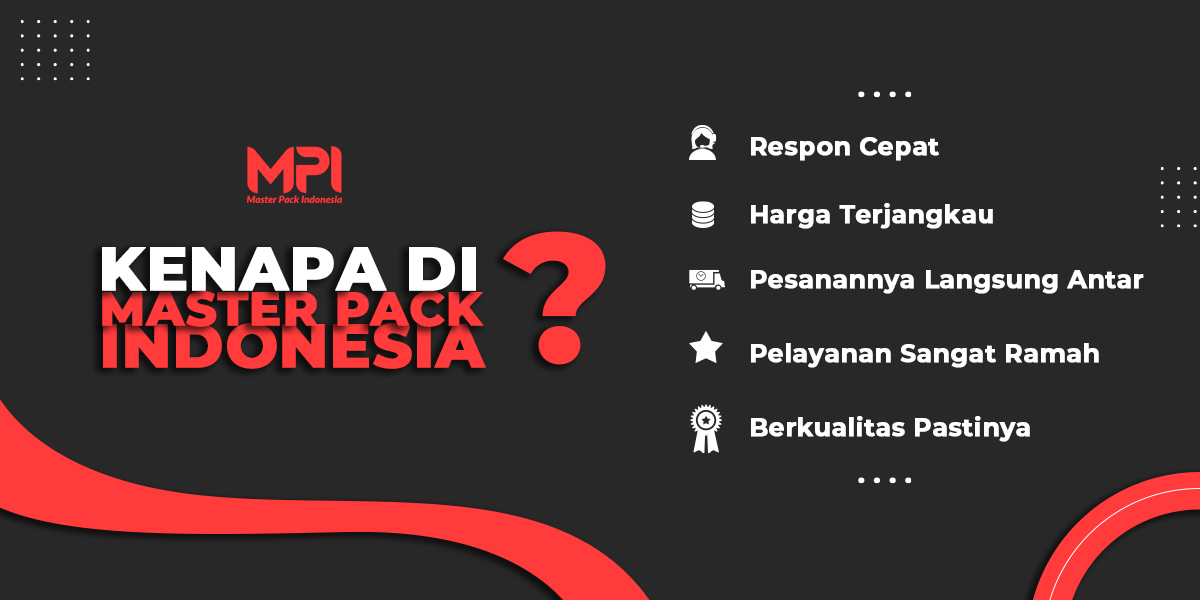 MPI
Master Pack Indonesia
KENAPA DI
MASTER PACK
INDONESIA
?
Respon Cepat
Harga Terjangkau
Pesanannya Langsung Antar
Pelayanan Sangat Ramah
Berkualitas Pastinya